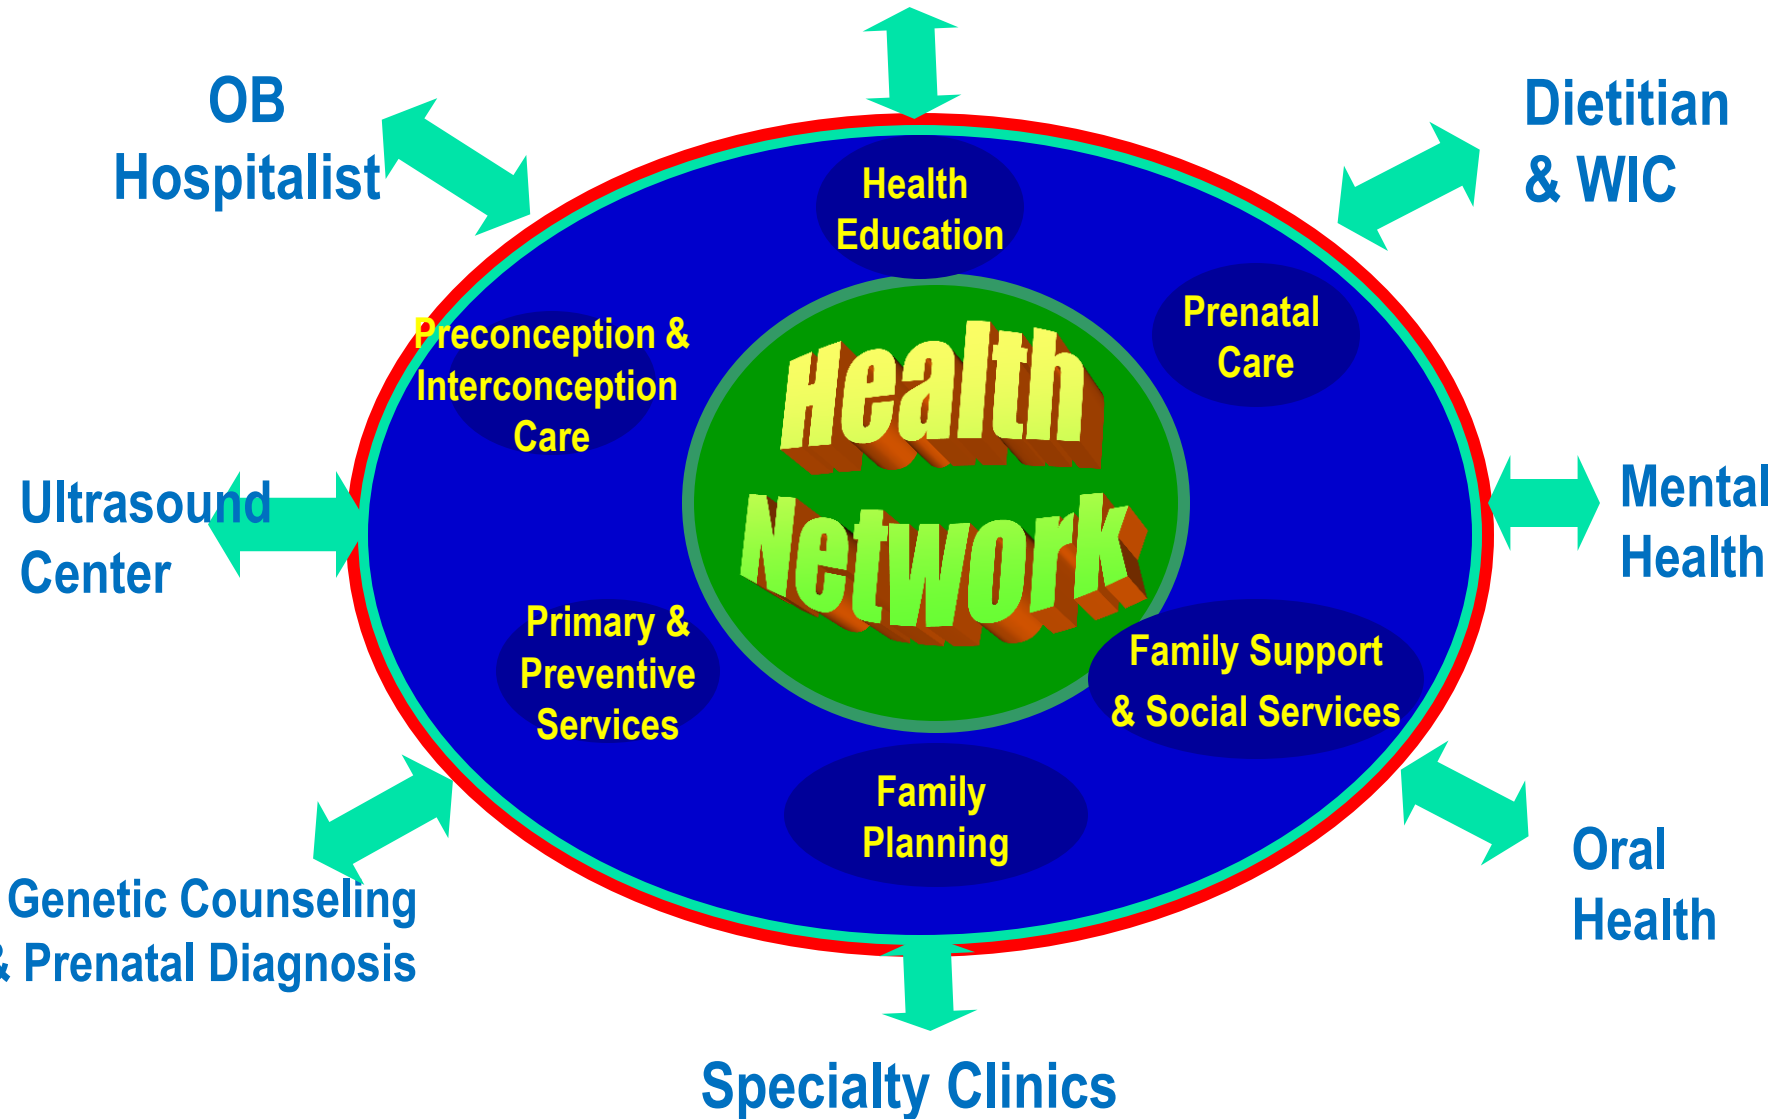 OB
Hospitalist
Dietitian
& WIC
Health
Education
Prenatal
Care
Preconception &
Interconception
Care
Health
Network
Ultrasound
Center
Mental
Health
Primary &
Preventive
Services
Family Support
& Social Services
Family
Planning
Genetic Counseling
& Prenatal Diagnosis
Oral
Health
Specialty Clinics